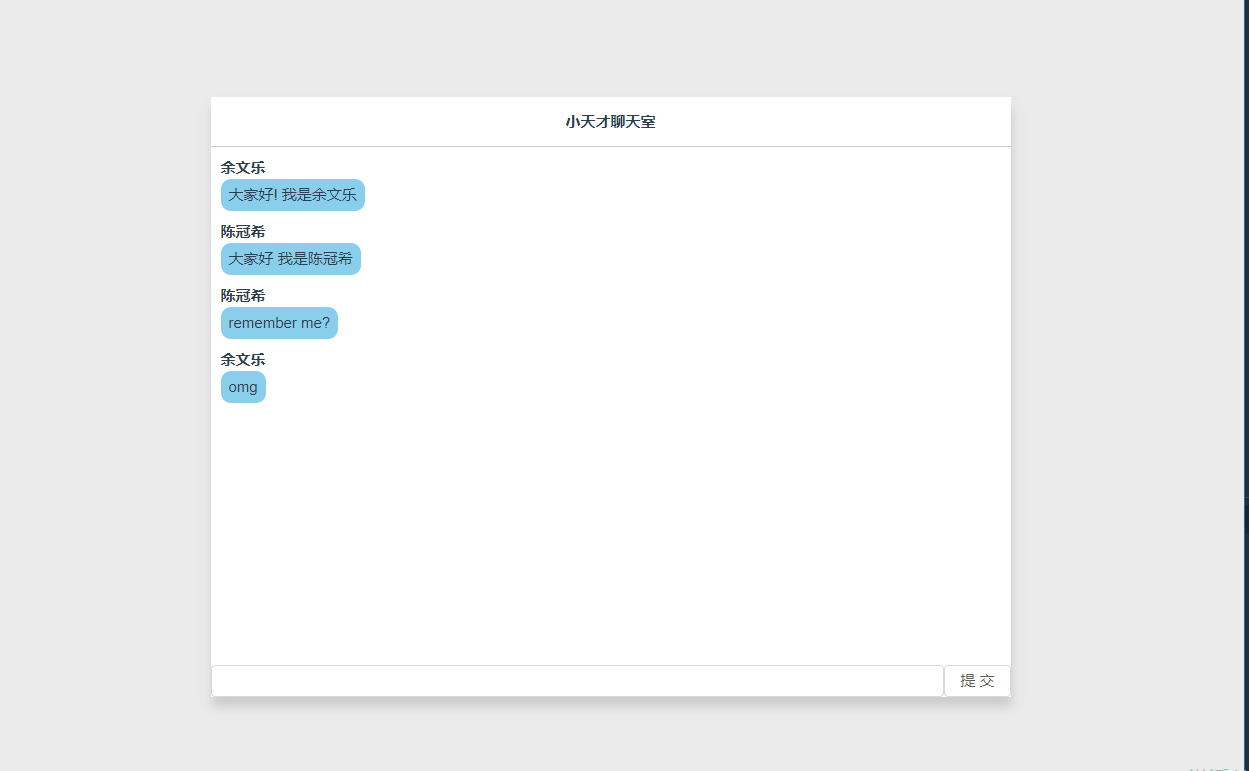 小天才聊天室
余文乐
大家好! 我是余文乐
陈冠希
大家好 我是陈冠希
陈冠希
remember me?
余文乐
omg
提 交